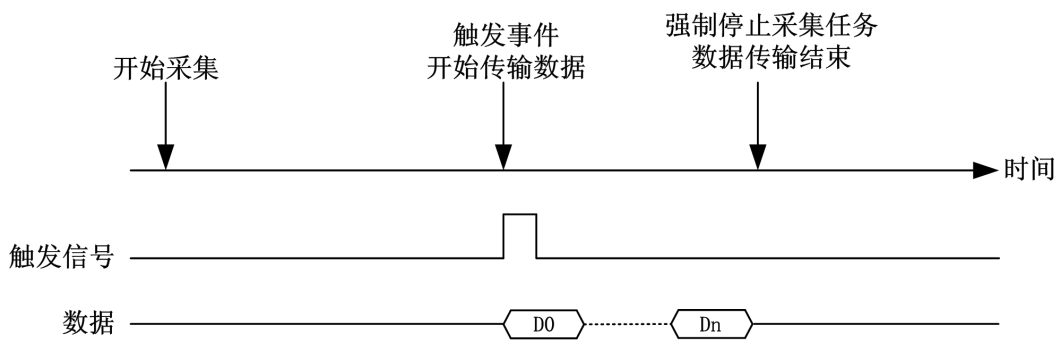 开始采集
触发事件
开始传输数据
强制停止采集任务
数据传输结束
时间
触发信号
数据
D0
Dn